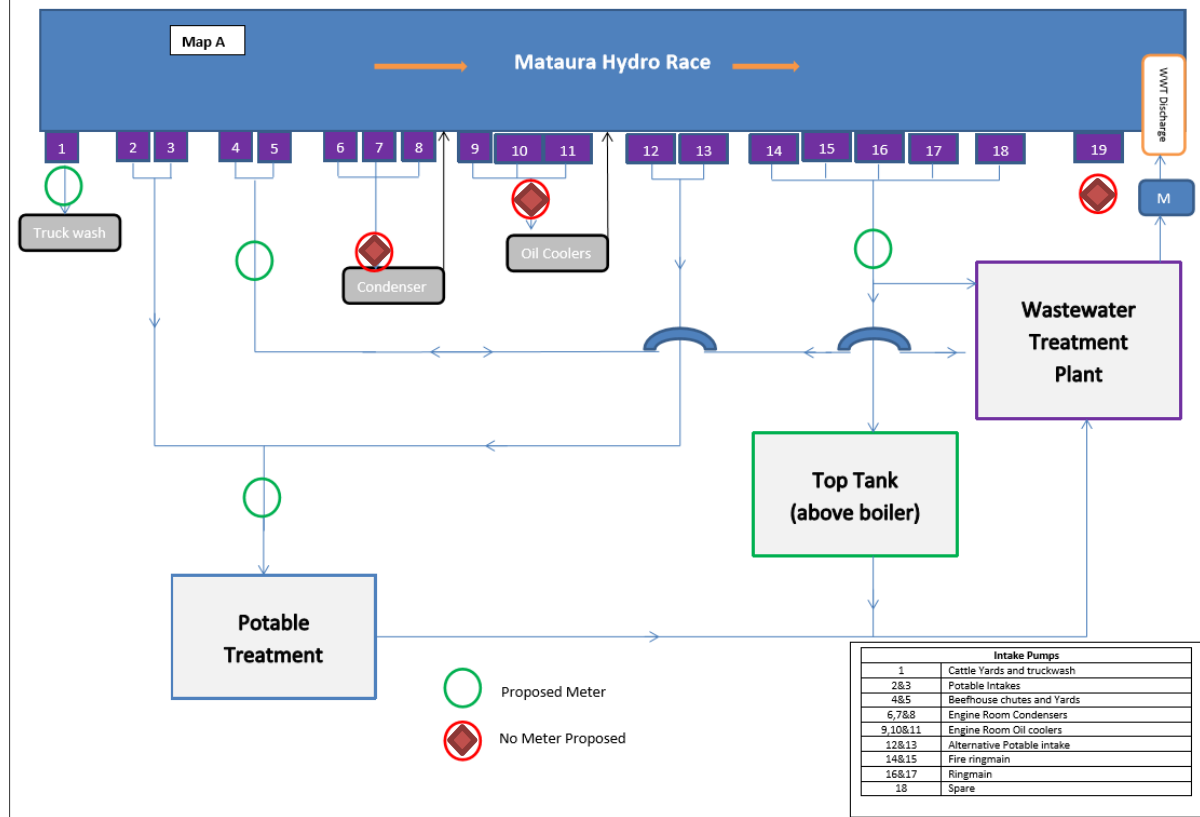 Map A
Mataura Hydro Race
WWT Discharge
1
2
3
4
5
6
7
8
9
10
11
12
13
14
15
16
17
18
19
M
Truck wash
Condenser
Oil Coolers
Wastewater
Treatment
Plant
Top Tank
(above boiler)
Potable
Treatment
Proposed Meter
No Meter Proposed
Intake Pumps
1 Cattle Yards and truckwash
2&3 Potable Intakes
4&5 Beefhouse chutes and Yards
6,7&8 Engine Room Condensers
9,10&11 Engine Room Oil coolers
12&13 Alternative Potable intake
14&15 Fire ringmain
16&17 Ringmain
18 Spare